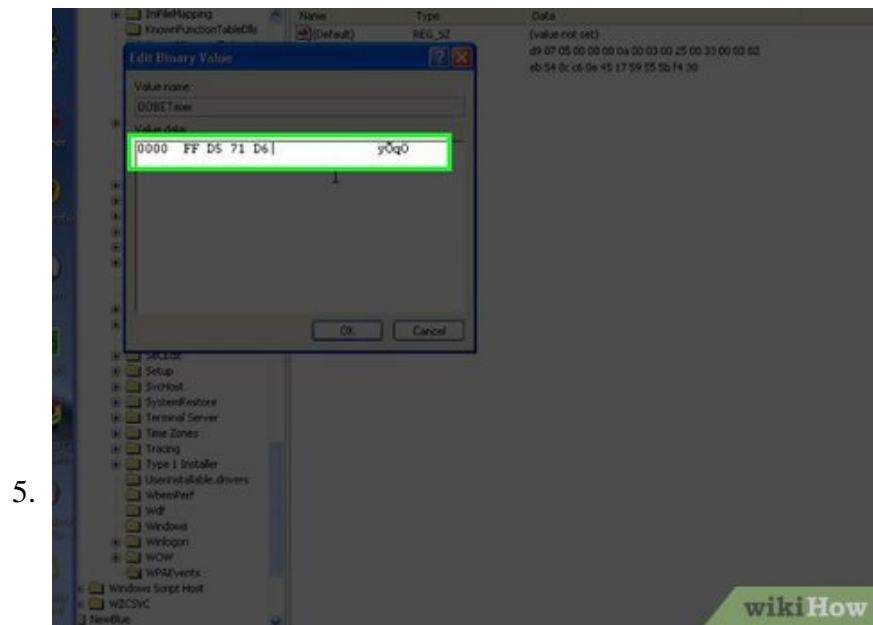 InFileMapping
KnownFunctionTableDlls
Name Type Data
(Default) REG_SZ (value not set)
d9 07 05 00 00 00 0a 00 03 00 25 00 33 00 03 02
eb 54 8c c6 0e 45 17 59 55 5b f4 30
Edit Binary Value
Value name:
OOBETimer
Value data:
0000 FF D5 71 D6 ÿÕqÖ
OK Cancel
SecEdit
Setup
SvcHost
SystemRestore
Terminal Server
Time Zones
Tracing
Type 1 Installer
Userinstallable.drivers
WbemPerf
Wdf
Windows
Winlogon
WOW
WPAEvents
Windows Script Host
WZCSVC
NewBlue
5.
wikiHow